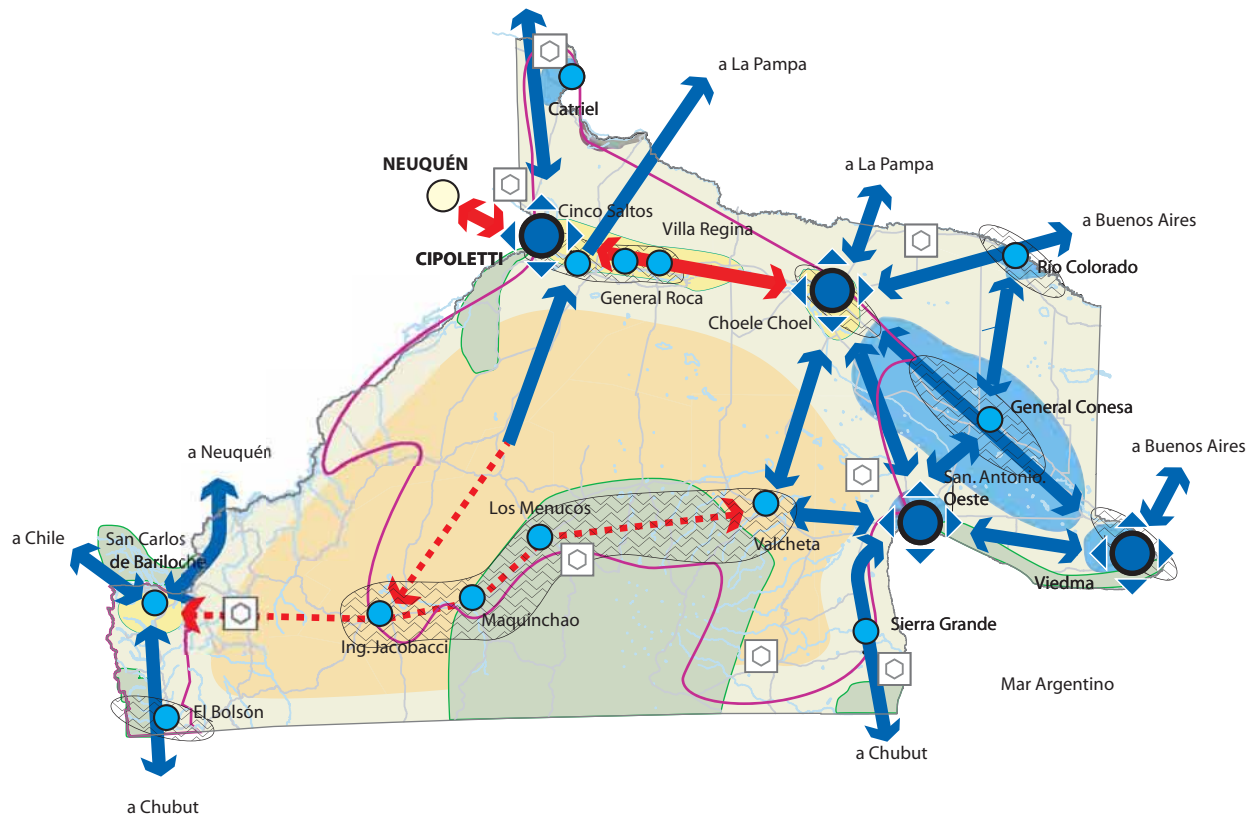 a La Pampa
Catriel
NEUQUÉN
a La Pampa
Cinco Saltos
a Buenos Aires
Villa Regina
CIPOLETTI
Río Colorado
General Roca
Choele Choel
General Conesa
a Neuquén
a Buenos Aires
San. Antonio.
Oeste
Los Menucos
a Chile
San Carlos
de Bariloche
Valcheta
Viedma
Maquinchao
Sierra Grande
Ing. Jacobacci
Mar Argentino
El Bolsón
a Chubut
a Chubut